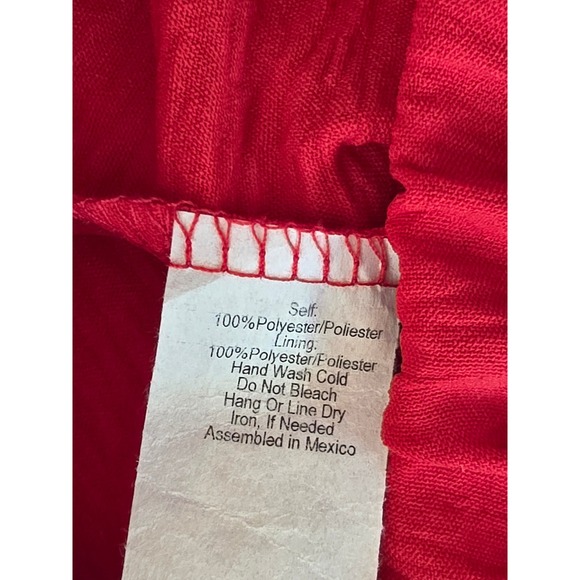 Self:
100%Polyester/Poliester
Lining:
100%Polyester/Poliester
Hand Wash Cold
Do Not Bleach
Hang Or Line Dry
Iron, If Needed
Assembled in Mexico